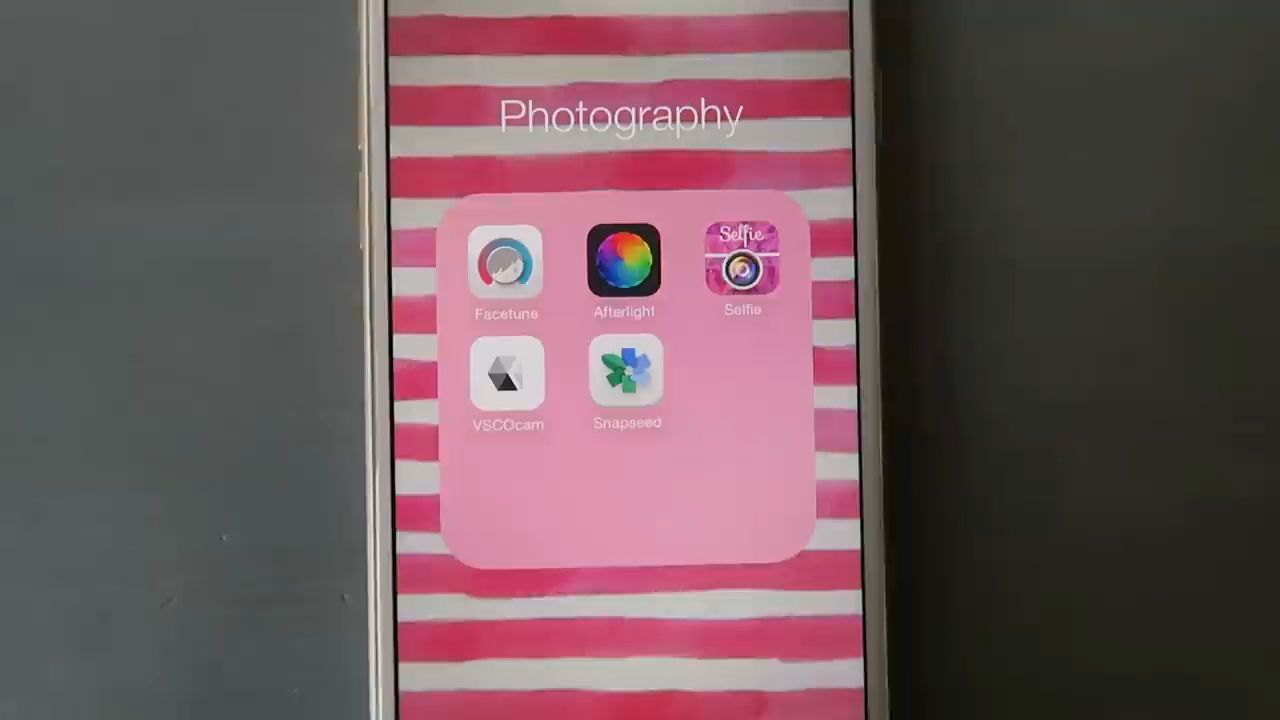 Photography
Selfie
Facetune
Afterlight
Selfie
VSCOcam
Snapseed